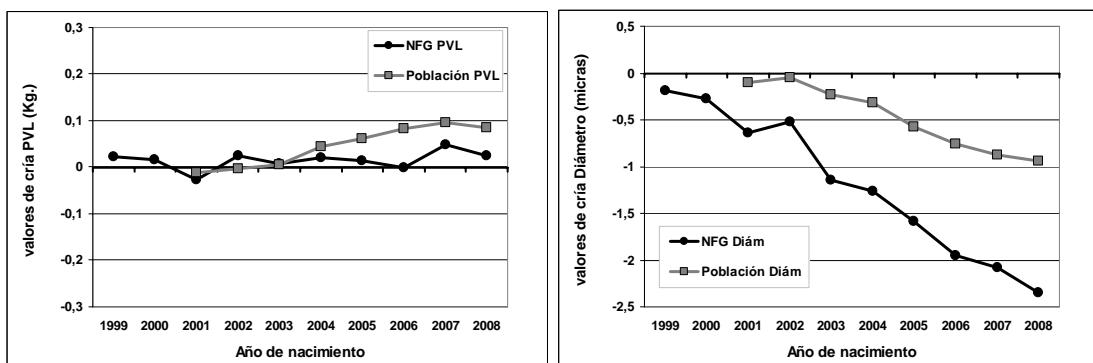 valores de cría PVL (Kg.)
0,3
0,2
0,1
0
-0,1
-0,2
-0,3
NFG PVL
Población PVL
1999 2000 2001 2002 2003 2004 2005 2006 2007 2008
Año de nacimiento
valores de cría Diámetro (micras)
0,5
0
-0,5
-1
-1,5
-2
-2,5
NFG Diám
Población Diám
1999 2000 2001 2002 2003 2004 2005 2006 2007 2008
Año de nacimiento